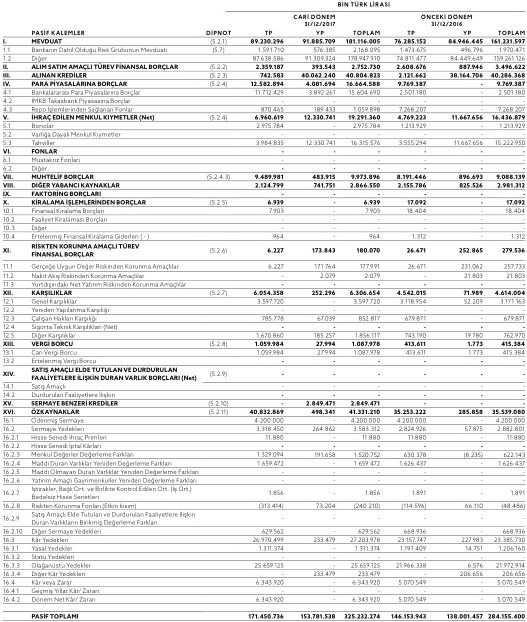 BİN TÜRK LİRASI
CARİ DÖNEM ÖNCEKİ DÖNEM
31/12/2017 31/12/2016
PASİF KALEMLER DİPNOT TP YP TOPLAM TP YP TOPLAM
I. MEVDUAT (5.2.1) 89.230.296 91.885.709 181.116.005 76.285.152 84.946.445 161.231.597
1.1 Bankanın Dahil Olduğu Risk Grubunun Mevduatı (5.7) 1.591.710 576.385 2.168.095 1.473.675 496.796 1.970.471
1.2 Diğer 87.638.586 91.309.324 178.947.910 74.811.477 84.449.649 159.261.126
II. ALIM SATIM AMAÇLI TÜREV FİNANSAL BORÇLAR (5.2.2) 2.359.187 393.543 2.752.730 2.608.676 887.946 3.496.622
III. ALINAN KREDİLER (5.2.3) 742.583 40.062.240 40.804.823 2.121.662 38.164.706 40.286.368
IV. PARA PİYASALARINA BORÇLAR (5.2.4) 12.582.894 4.081.694 16.664.588 9.769.387 - 9.769.387
4.1 Bankalararası Para Piyasalarına Borçlar 11.712.429 3.892.261 15.604.690 2.501.180 - 2.501.180
4.2 İMKB Takasbank Piyasasına Borçlar - - - - - -
4.3 Repo İşlemlerinden Sağlanan Fonlar 870.465 189.433 1.059.898 7.268.207 - 7.268.207
V. İHRAÇ EDİLEN MENKUL KIYMETLER (Net) (5.2.4) 6.960.619 12.330.741 19.291.360 4.769.223 11.667.656 16.436.879
5.1 Bonolar 2.975.784 - 2.975.784 1.213.929 - 1.213.929
5.2 Varlığa Dayalı Menkul Kıymetler - - - - - -
5.3 Tahviller 3.984.835 12.330.741 16.315.576 3.555.294 11.667.656 15.222.950
VI. FONLAR - - - - - -
6.1 Müstakriz Fonları - - - - - -
6.2 Diğer - - - - - -
VII. MUHTELİF BORÇLAR (5.2.4.3) 9.489.981 483.915 9.973.896 8.191.446 896.693 9.088.139
VIII. DİĞER YABANCI KAYNAKLAR 2.124.799 741.751 2.866.550 2.155.786 825.526 2.981.312
IX. FAKTORİNG BORÇLARI - - - - - -
X. KİRALAMA İŞLEMLERİNDEN BORÇLAR (5.2.5) 6.939 - 6.939 17.092 - 17.092
10.1 Finansal Kiralama Borçları 7.903 - 7.903 18.404 - 18.404
10.2 Faaliyet Kiralaması Borçları - - - - - -
10.3 Diğer - - - - - -
10.4 Ertelenmiş Finansal Kiralama Giderleri ( - ) 964 - 964 1.312 - 1.312
XI. RİSKTEN KORUNMA AMAÇLI TÜREV
FİNANSAL BORÇLAR (5.2.6) 6.227 173.843 180.070 26.671 252.865 279.536
11.1 Gerçeğe Uygun Değer Riskinden Korunma Amaçlılar 6.227 171.764 177.991 26.671 231.062 257.733
11.2 Nakit Akış Riskinden Korunma Amaçlılar - 2.079 2.079 - 21.803 21.803
11.3 Yurtdışındaki Net Yatırım Riskinden Korunma Amaçlılar - - - - - -
XII. KARŞILIKLAR (5.2.7) 6.054.358 252.296 6.306.654 4.542.015 71.989 4.614.004
12.1 Genel Karşılıklar 3.597.720 - 3.597.720 3.118.954 52.209 3.171.163
12.2 Yeniden Yapılanma Karşılığı - - - - - -
12.3 Çalışan Hakları Karşılığı 785.778 67.039 852.817 679.871 - 679.871
12.4 Sigorta Teknik Karşılıkları (Net) - - - - - -
12.5 Diğer Karşılıklar 1.670.860 185.257 1.856.117 743.190 19.780 762.970
XIII. VERGİ BORCU (5.2.8) 1.059.984 27.994 1.087.978 413.611 1.773 415.384
13.1 Cari Vergi Borcu 1.059.984 27.994 1.087.978 413.611 1.773 415.384
13.2 Ertelenmiş Vergi Borcu - - - - - -
XIV. SATIŞ AMAÇLI ELDE TUTULAN VE DURDURULAN
FAALİYETLERE İLİŞKİN DURAN VARLIK BORÇLARI (Net) (5.2.9) - - - - - -
14.1 Satış Amaçlı - - - - - -
14.2 Durdurulan Faaliyetlere İlişkin - - - - - -
XV. SERMAYE BENZERİ KREDİLER (5.2.10) - 2.849.471 2.849.471 - - -
XVI. ÖZKAYNAKLAR (5.2.11) 40.832.869 498.341 41.331.210 35.253.222 285.858 35.539.080
16.1 Ödenmiş Sermaye 4.200.000 - 4.200.000 4.200.000 - 4.200.000
16.2 Sermaye Yedekleri 3.318.450 264.862 3.583.312 2.824.926 57.875 2.882.801
16.2.1 Hisse Senedi İhraç Primleri 11.880 - 11.880 11.880 - 11.880
16.2.2 Hisse Senedi İptal Kârları - - - - - -
16.2.3 Menkul Değerler Değerleme Farkları 1.329.094 191.658 1.520.752 630.378 (8.235) 622.143
16.2.4 Maddi Duran Varlıklar Yeniden Değerleme Farkları 1.659.472 - 1.659.472 1.626.437 - 1.626.437
16.2.5 Maddi Olmayan Duran Varlıklar Yeniden Değerleme Farkları - - - - - -
16.2.6 Yatırım Amaçlı Gayrimenkuller Yeniden Değerleme Farkları - - - - - -
16.2.7 İştirakler, Bağlı Ort. ve Birlikte Kontrol Edilen Ort. (İş Ort.)
Bedelsiz Hisse Senetleri 1.856 - 1.856 1.891 - 1.891
16.2.8 Riskten Korunma Fonları (Etkin kısım) (313.414) 73.204 (240.210) (114.596) 66.110 (48.486)
16.2.9 Satış Amaçlı Elde Tutulan ve Durdurulan Faaliyetlere İlişkin
Duran Varlıkların Birikmiş Değerleme Farkları - - - - - -
16.2.10 Diğer Sermaye Yedekleri 629.562 - 629.562 668.936 - 668.936
16.3 Kâr Yedekleri 26.970.499 233.479 27.203.978 23.157.747 227.983 23.385.730
16.3.1 Yasal Yedekler 1.311.374 - 1.311.374 1.191.409 14.751 1.206.160
16.3.2 Statü Yedekleri - - - - - -
16.3.3 Olağanüstü Yedekler 25.659.125 - 25.659.125 21.966.338 6.576 21.972.914
16.3.4 Diğer Kâr Yedekleri - 233.479 233.479 - 206.656 206.656
16.4 Kâr veya Zarar 6.343.920 - 6.343.920 5.070.549 - 5.070.549
16.4.1 Geçmiş Yıllar Kâr/ Zararı - - - - - -
16.4.2 Dönem Net Kâr/ Zararı 6.343.920 - 6.343.920 5.070.549 - 5.070.549
PASİF TOPLAMI 171.450.736 153.781.538 325.232.274 146.153.943 138.001.457 284.155.400